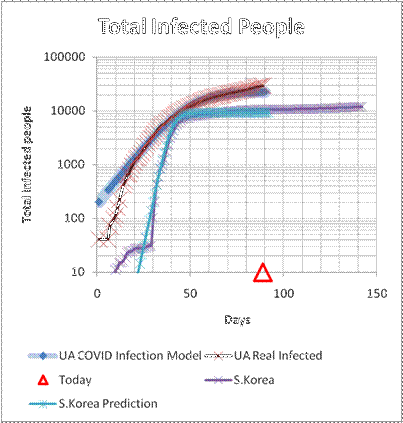 Total Infected People
100000
10000
1000
100
10
0 50 100 150
Total infected people
Days
UA COVID Infection Model UA Real Infected
Today S.Korea
S.Korea Prediction